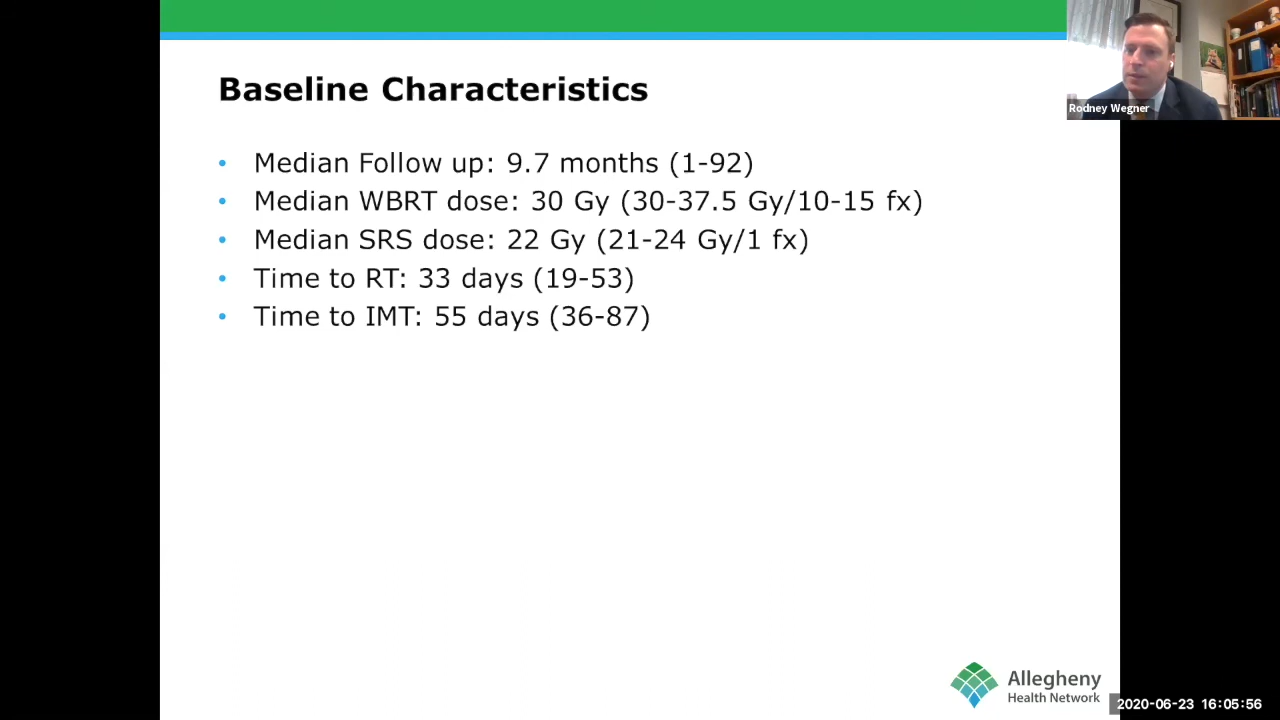 Baseline Characteristics
• Median Follow up: 9.7 months (1-92)
• Median WBRT dose: 30 Gy (30-37.5 Gy/10-15 fx)
• Median SRS dose: 22 Gy (21-24 Gy/1 fx)
• Time to RT: 33 days (19-53)
• Time to IMT: 55 days (36-87)
Rodney Wegner
Allegheny
Health Network
2020-06-23 16:05:56